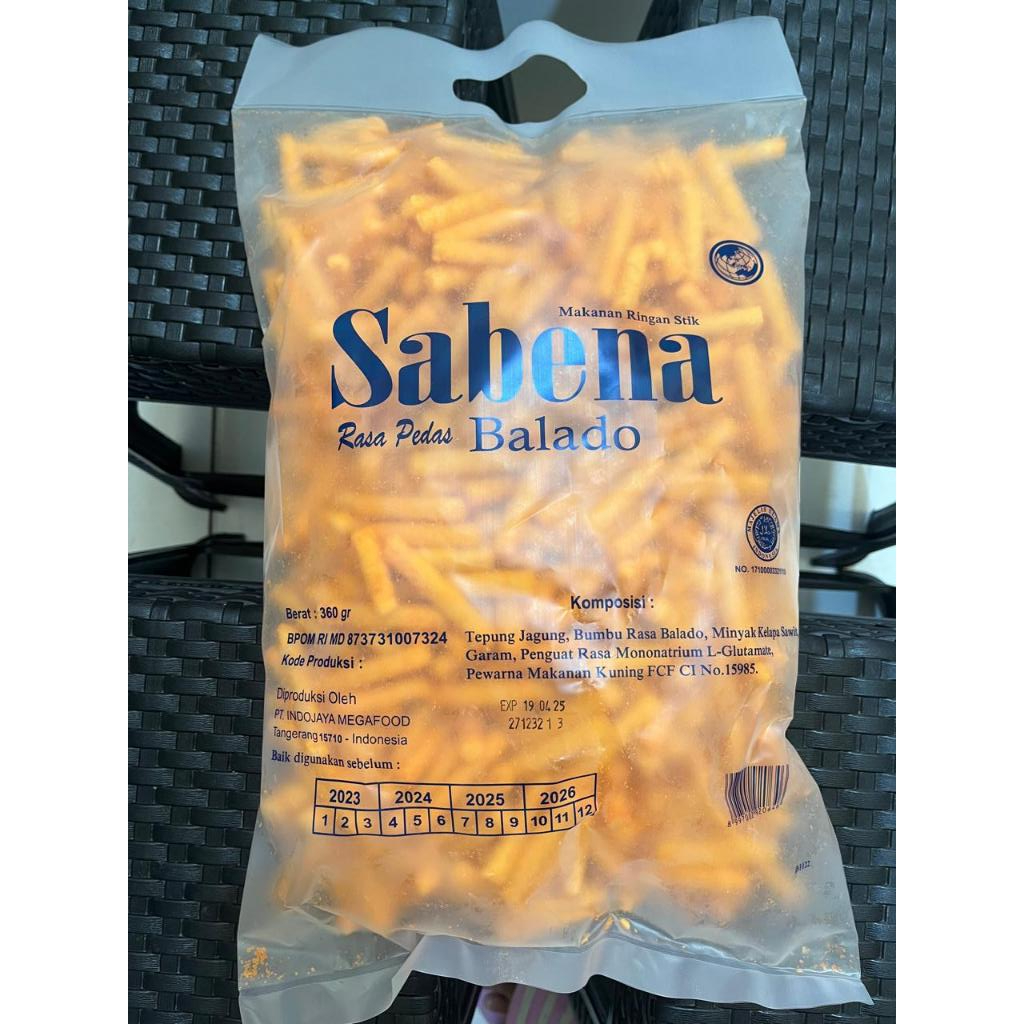 Makanan Ringan Stik
Sabena
Rasa Pedas Balado
Berat : 360 gr
BPOM RI MD 873731007324
Kode Produksi :
Diproduksi Oleh
PT. INDOJAYA MEGAFOOD
Tangerang 15710 - Indonesia
Baik digunakan sebelum :
2023 2024 2025 2026
1 2 3 4 5 6 7 8 9 10 11 12
Komposisi :
Tepung Jagung, Bumbu Rasa Balado, Minyak Kelapa Sawit,
Garam, Penguat Rasa Mononatrium L-Glutamate,
Pewarna Makanan Kuning FCF CI No.15985.
EXP 19 04 25
271232 1 3
NO.